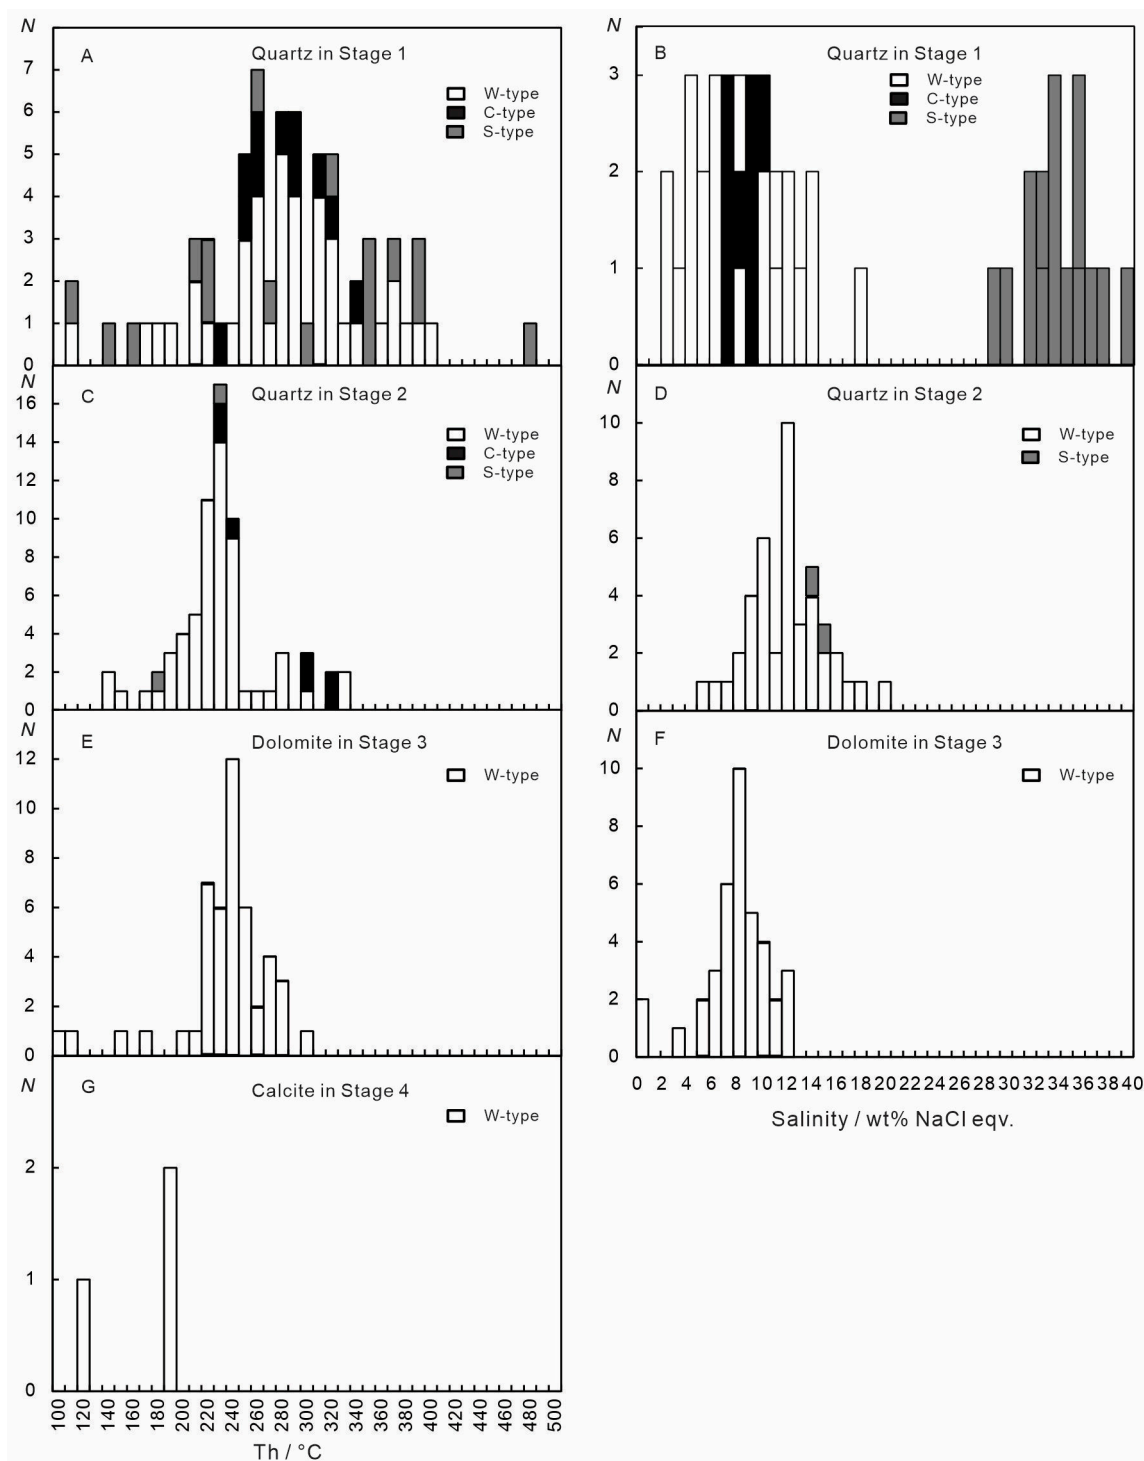 N
A
Quartz in Stage 1
W-type
C-type
S-type
7
6
5
4
3
2
1
0
N
B
Quartz in Stage 1
W-type
C-type
S-type
3
2
1
0
N
C
Quartz in Stage 2
W-type
C-type
S-type
16
14
12
10
8
6
4
2
0
N
D
Quartz in Stage 2
W-type
S-type
10
8
6
4
2
0
N
E
Dolomite in Stage 3
W-type
12
10
8
6
4
2
0
N
F
Dolomite in Stage 3
W-type
10
8
6
4
2
0
0 2 4 6 8 10 12 14 16 18 20 22 24 26 28 30 32 34 36 38 40
Salinity / wt% NaCl eqv.
N
G
Calcite in Stage 4
W-type
2
1
0
100 120 140 160 180 200 220 240 260 280 300 320 340 360 380 400 420 440 460 480 500
Th / °C